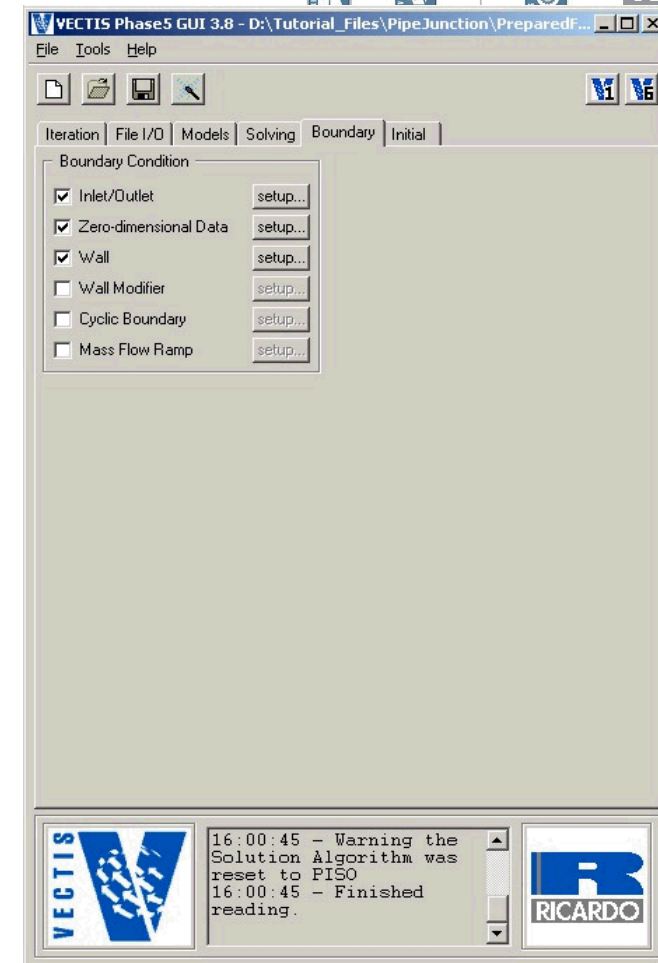 VECTIS Phase5 GUI 3.8 - D:\Tutorial_Files\PipeJunction\PreparedF...
File Tools Help
V1 V6
Iteration File I/O Models Solving Boundary Initial
Boundary Condition
Inlet/Outlet setup...
Zero-dimensional Data setup...
Wall setup...
Wall Modifier setup...
Cyclic Boundary setup...
Mass Flow Ramp setup...
VECTIS
16:00:45 - Warning the
Solution Algorithm was
reset to PISO
16:00:45 - Finished
reading.
RICARDO